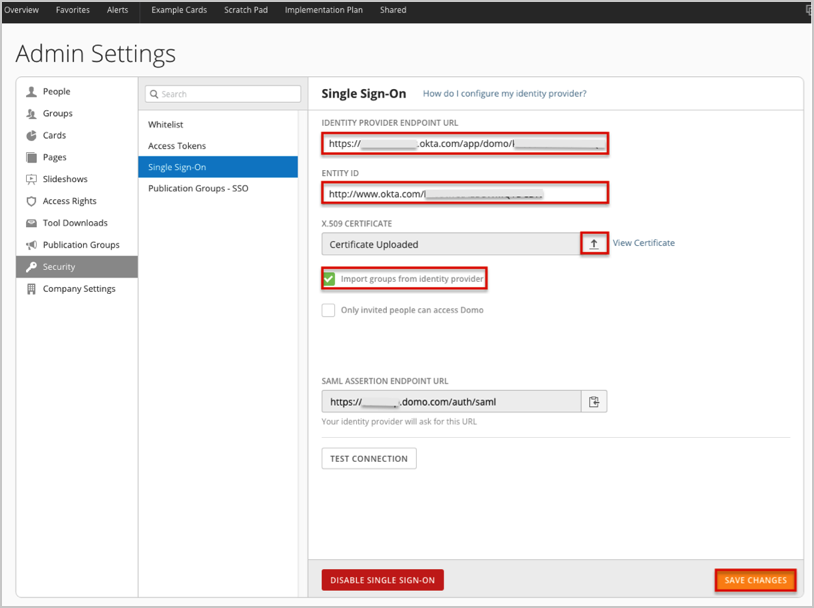 Overview Favorites Alerts Example Cards Scratch Pad Implementation Plan Shared
Admin Settings
People
Groups
Cards
Pages
Slideshows
Access Rights
Tool Downloads
Publication Groups
Security
Company Settings
Search
Whitelist
Access Tokens
Single Sign-On
Publication Groups - SSO
Single Sign-On How do I configure my identity provider?
IDENTITY PROVIDER ENDPOINT URL
https:// .okta.com/app/domo/
ENTITY ID
http://www.okta.com/
X.509 CERTIFICATE
Certificate Uploaded View Certificate
Import groups from identity provider
Only invited people can access Domo
SAML ASSERTION ENDPOINT URL
https:// .domo.com/auth/saml
Your identity provider will ask for this URL
TEST CONNECTION
DISABLE SINGLE SIGN-ON SAVE CHANGES